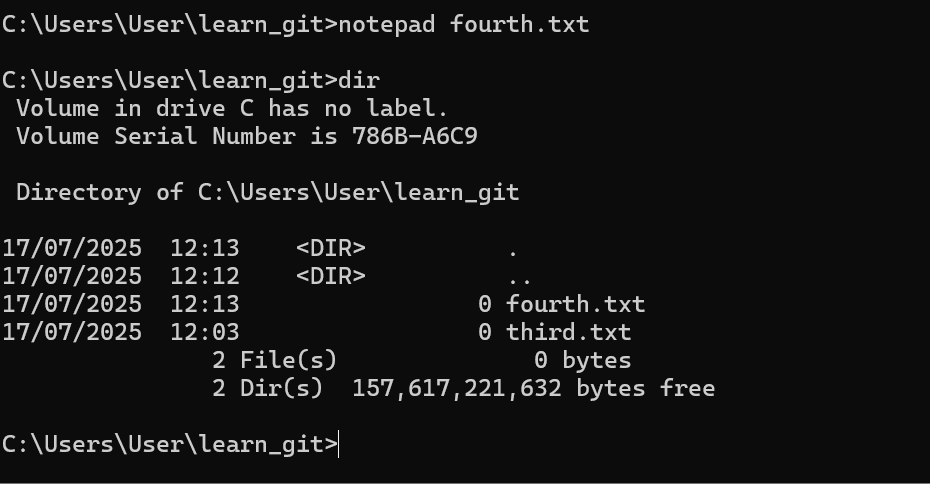 C:\Users\User\learn_git>notepad fourth.txt
C:\Users\User\learn_git>dir
 Volume in drive C has no label.
 Volume Serial Number is 786B-A6C9
 Directory of C:\Users\User\learn_git
17/07/2025  12:13    <DIR>          .
17/07/2025  12:12    <DIR>          ..
17/07/2025  12:13                 0 fourth.txt
17/07/2025  12:03                 0 third.txt
               2 File(s)              0 bytes
               2 Dir(s)  157,617,221,632 bytes free
C:\Users\User\learn_git>